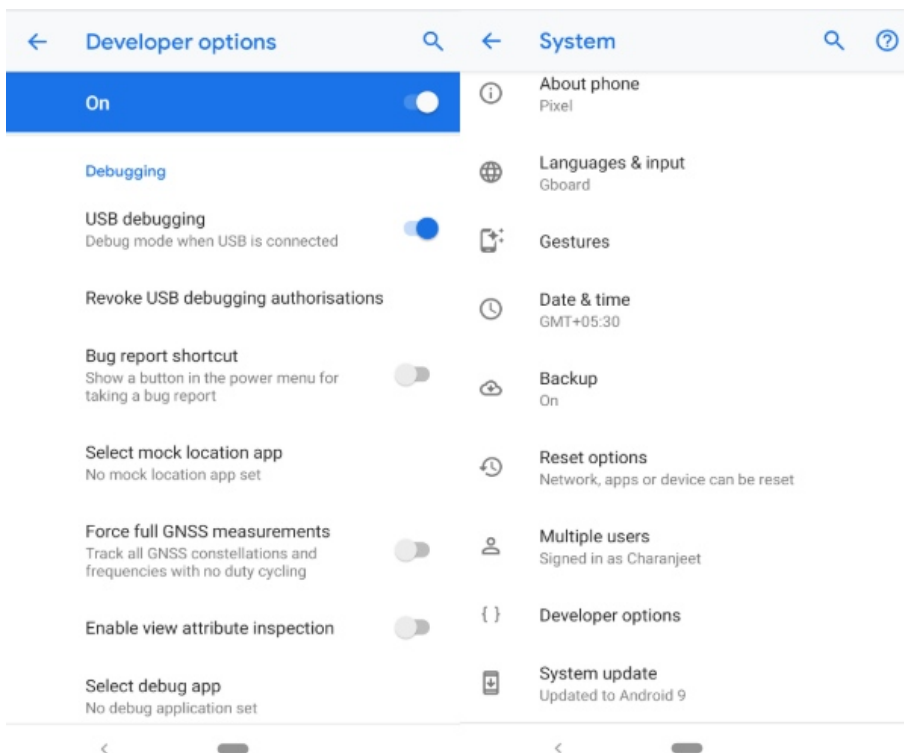 Developer options
On
Debugging
USB debugging
Debug mode when USB is connected
Revoke USB debugging authorisations
Bug report shortcut
Show a button in the power menu for
taking a bug report
Select mock location app
No mock location app set
Force full GNSS measurements
Track all GNSS constellations and
frequencies with no duty cycling
Enable view attribute inspection
Select debug app
No debug application set
System
About phone
Pixel
Languages & input
Gboard
Gestures
Date & time
GMT+05:30
Backup
On
Reset options
Network, apps or device can be reset
Multiple users
Signed in as Charanjeet
{ } Developer options
System update
Updated to Android 9